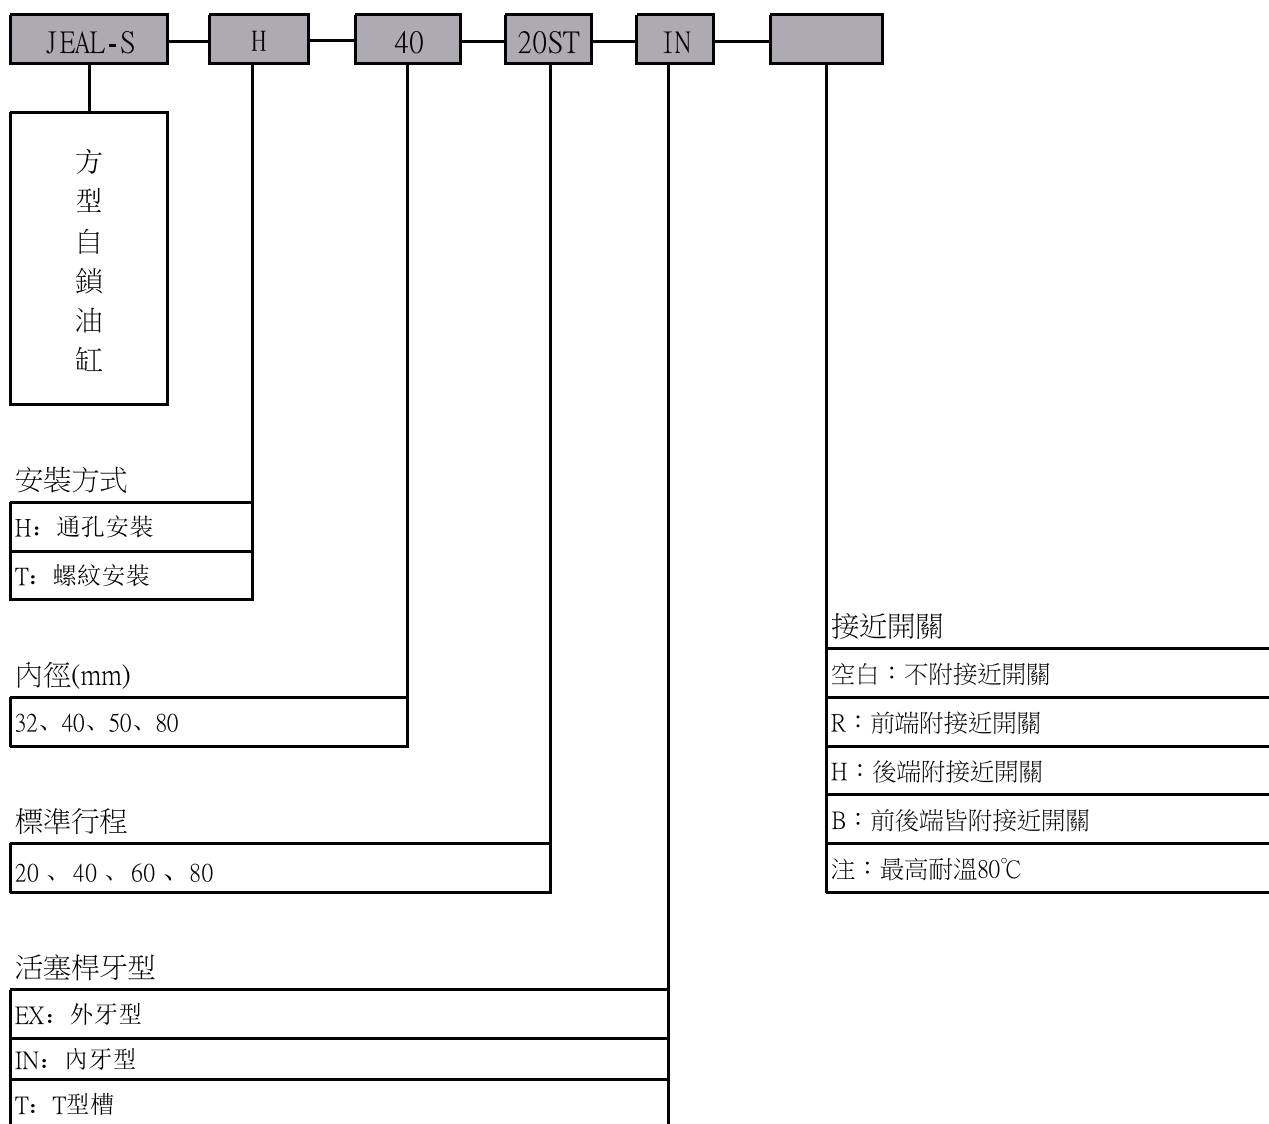 JEAL-S H 40 20ST IN
方型自鎖油缸
安裝方式
H：通孔安裝
T：螺紋安裝
內徑(mm)
32、40、50、80
標準行程
20、40、60、80
活塞桿牙型
EX：外牙型
IN：內牙型
T：T型槽
接近開關
空白：不附接近開關
R：前端附接近開關
H：後端附接近開關
B：前後端皆附接近開關
注：最高耐溫80℃